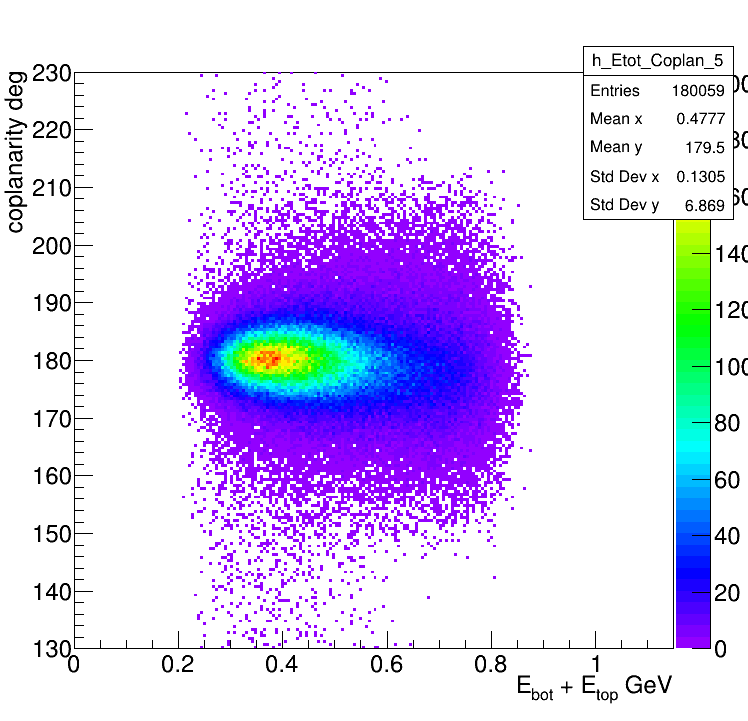 h_Etot_Coplan_5
Entries 180059
Mean x 0.4777
Mean y 179.5
Std Dev x 0.1305
Std Dev y 6.869
coplanarity deg
230
220
210
200
190
180
170
160
150
140
130
0 0.2 0.4 0.6 0.8 1
E_bot + E_top GeV
140
120
100
80
60
40
20
0